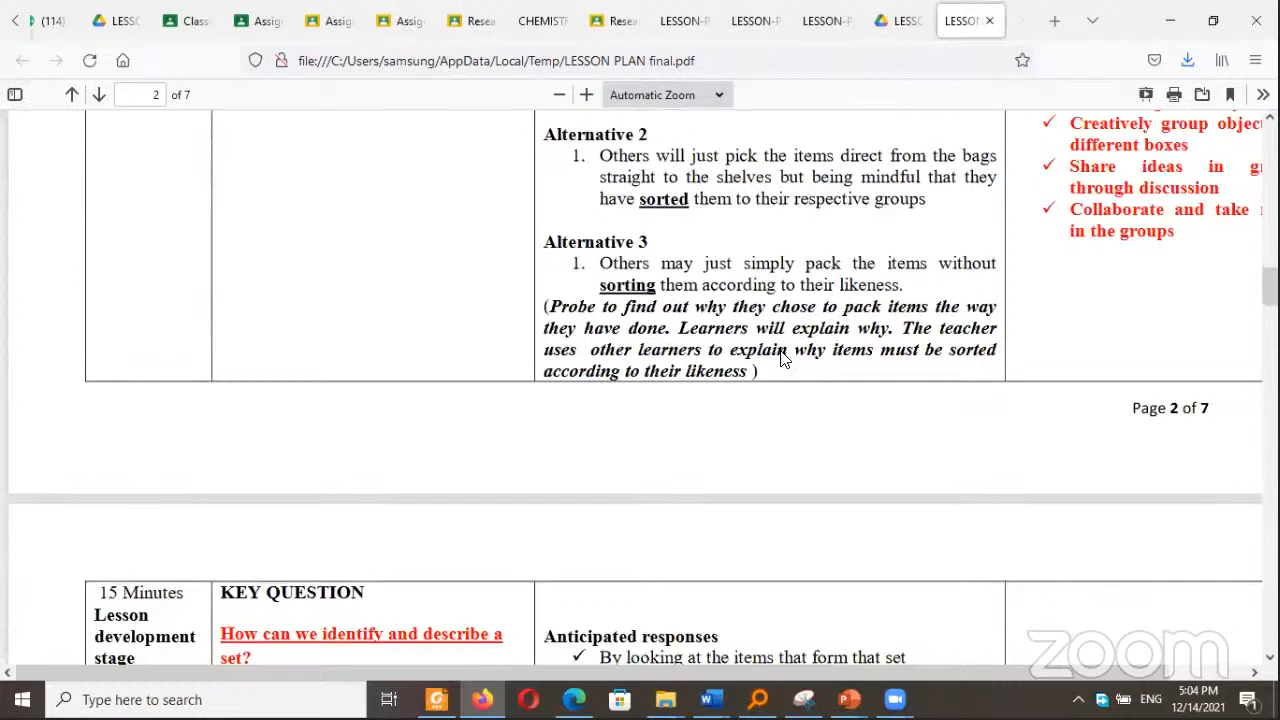 (114)
LESS(
Class
Assig
Assig
Assig
Resea
CHEMISTI
Resea
LESSON-P
LESSON-P
LESSON-P
LESSO
LESSON
file:///C:/Users/samsung/AppData/Local/Temp/LESSON PLAN final.pdf
2 of 7
Automatic Zoom
Alternative 2
1. Others will just pick the items direct from the bags
straight to the shelves but being mindful that they
have sorted them to their respective groups
Alternative 3
1. Others may just simply pack the items without
sorting them according to their likeness.
(Probe to find out why they chose to pack items the way
they have done. Learners will explain why. The teacher
uses other learners to explain why items must be sorted
according to their likeness )
✓ Creatively group objec
different boxes
✓ Share ideas in g
through discussion
✓ Collaborate and take
in the groups
Page 2 of 7
15 Minutes
Lesson
development
stage
KEY QUESTION
How can we identify and describe a
set?
Anticipated responses
✓ By looking at the items that form that set
zoom
Type here to search
ENG
5:04 PM
12/14/2021